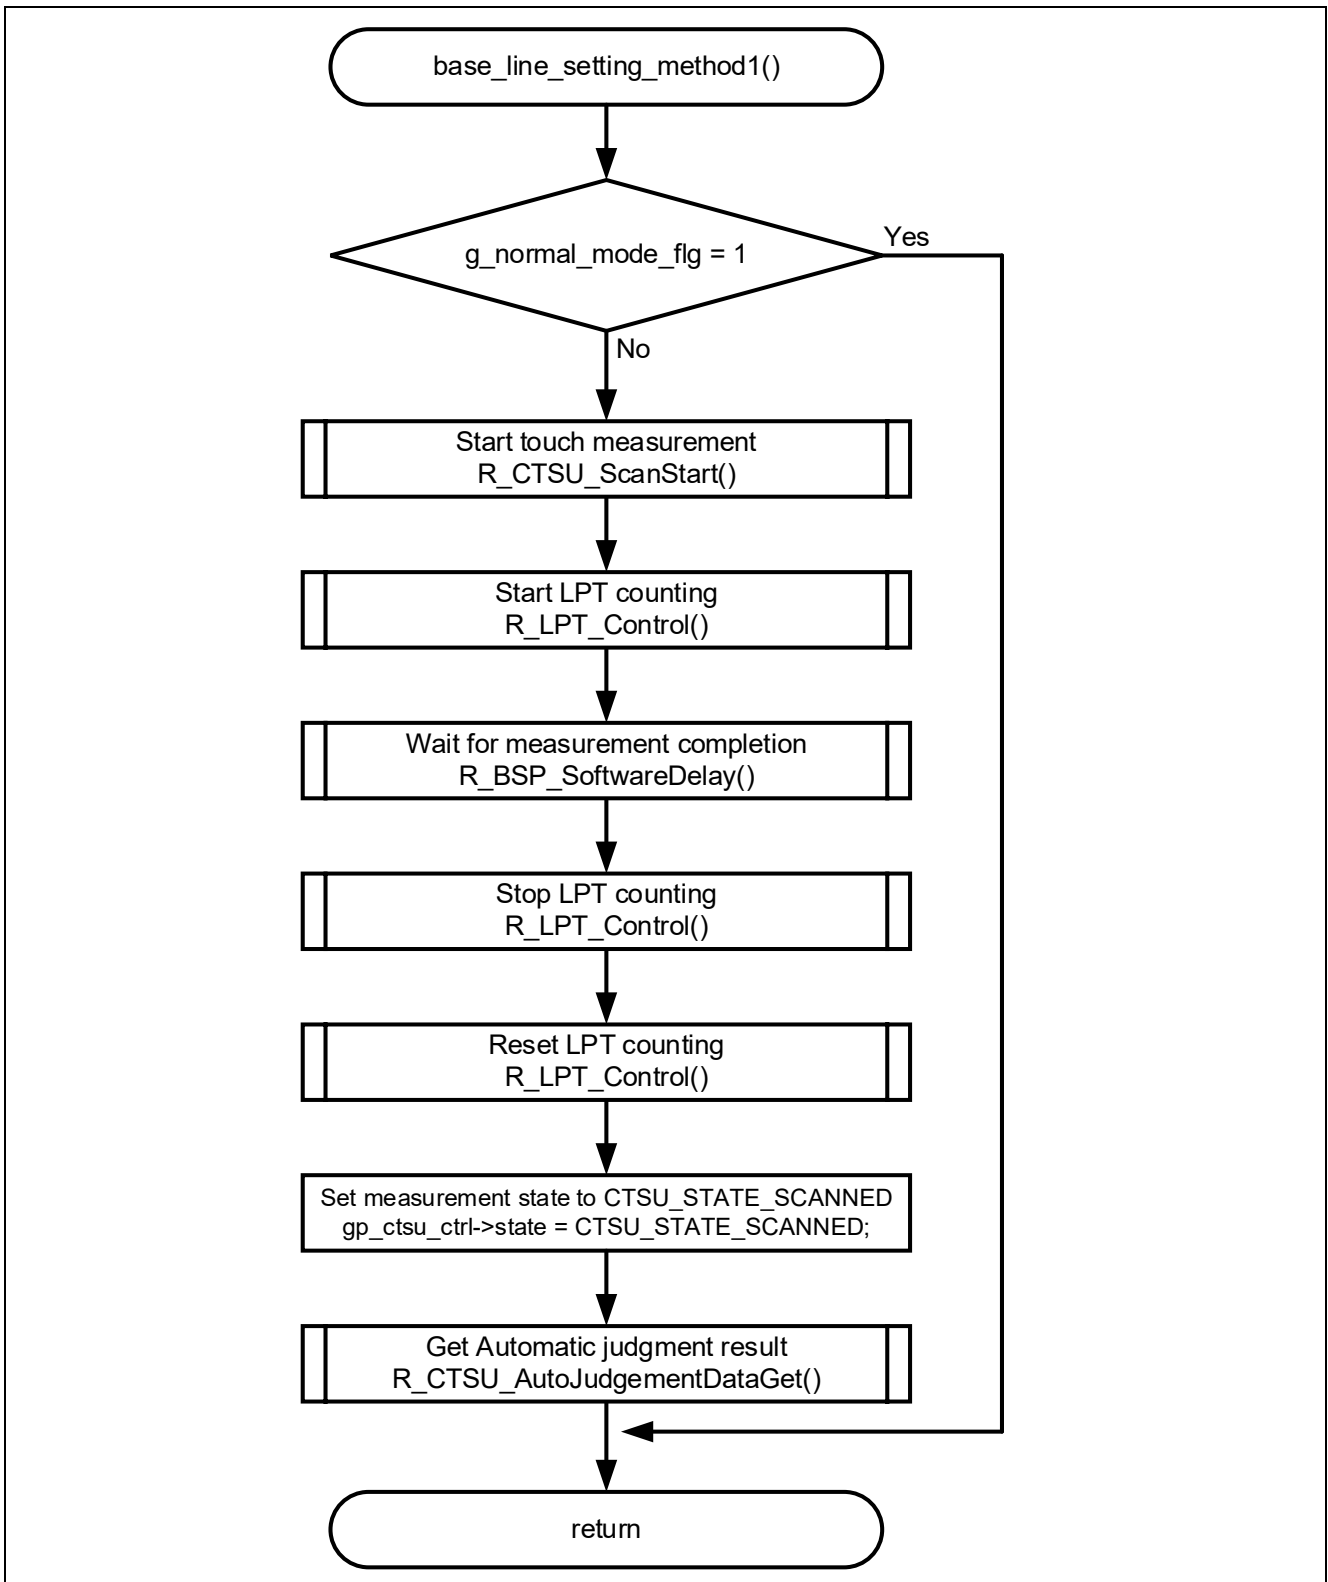 base_line_setting_method1()
g_normal_mode_flg = 1
Yes
No
Start touch measurement
R_CTSU_ScanStart()
Start LPT counting
R_LPT_Control()
Wait for measurement completion
R_BSP_SoftwareDelay()
Stop LPT counting
R_LPT_Control()
Reset LPT counting
R_LPT_Control()
Set measurement state to CTSU_STATE_SCANNED
gp_ctsu_ctrl->state = CTSU_STATE_SCANNED;
Get Automatic judgment result
R_CTSU_AutoJudgementDataGet()
return